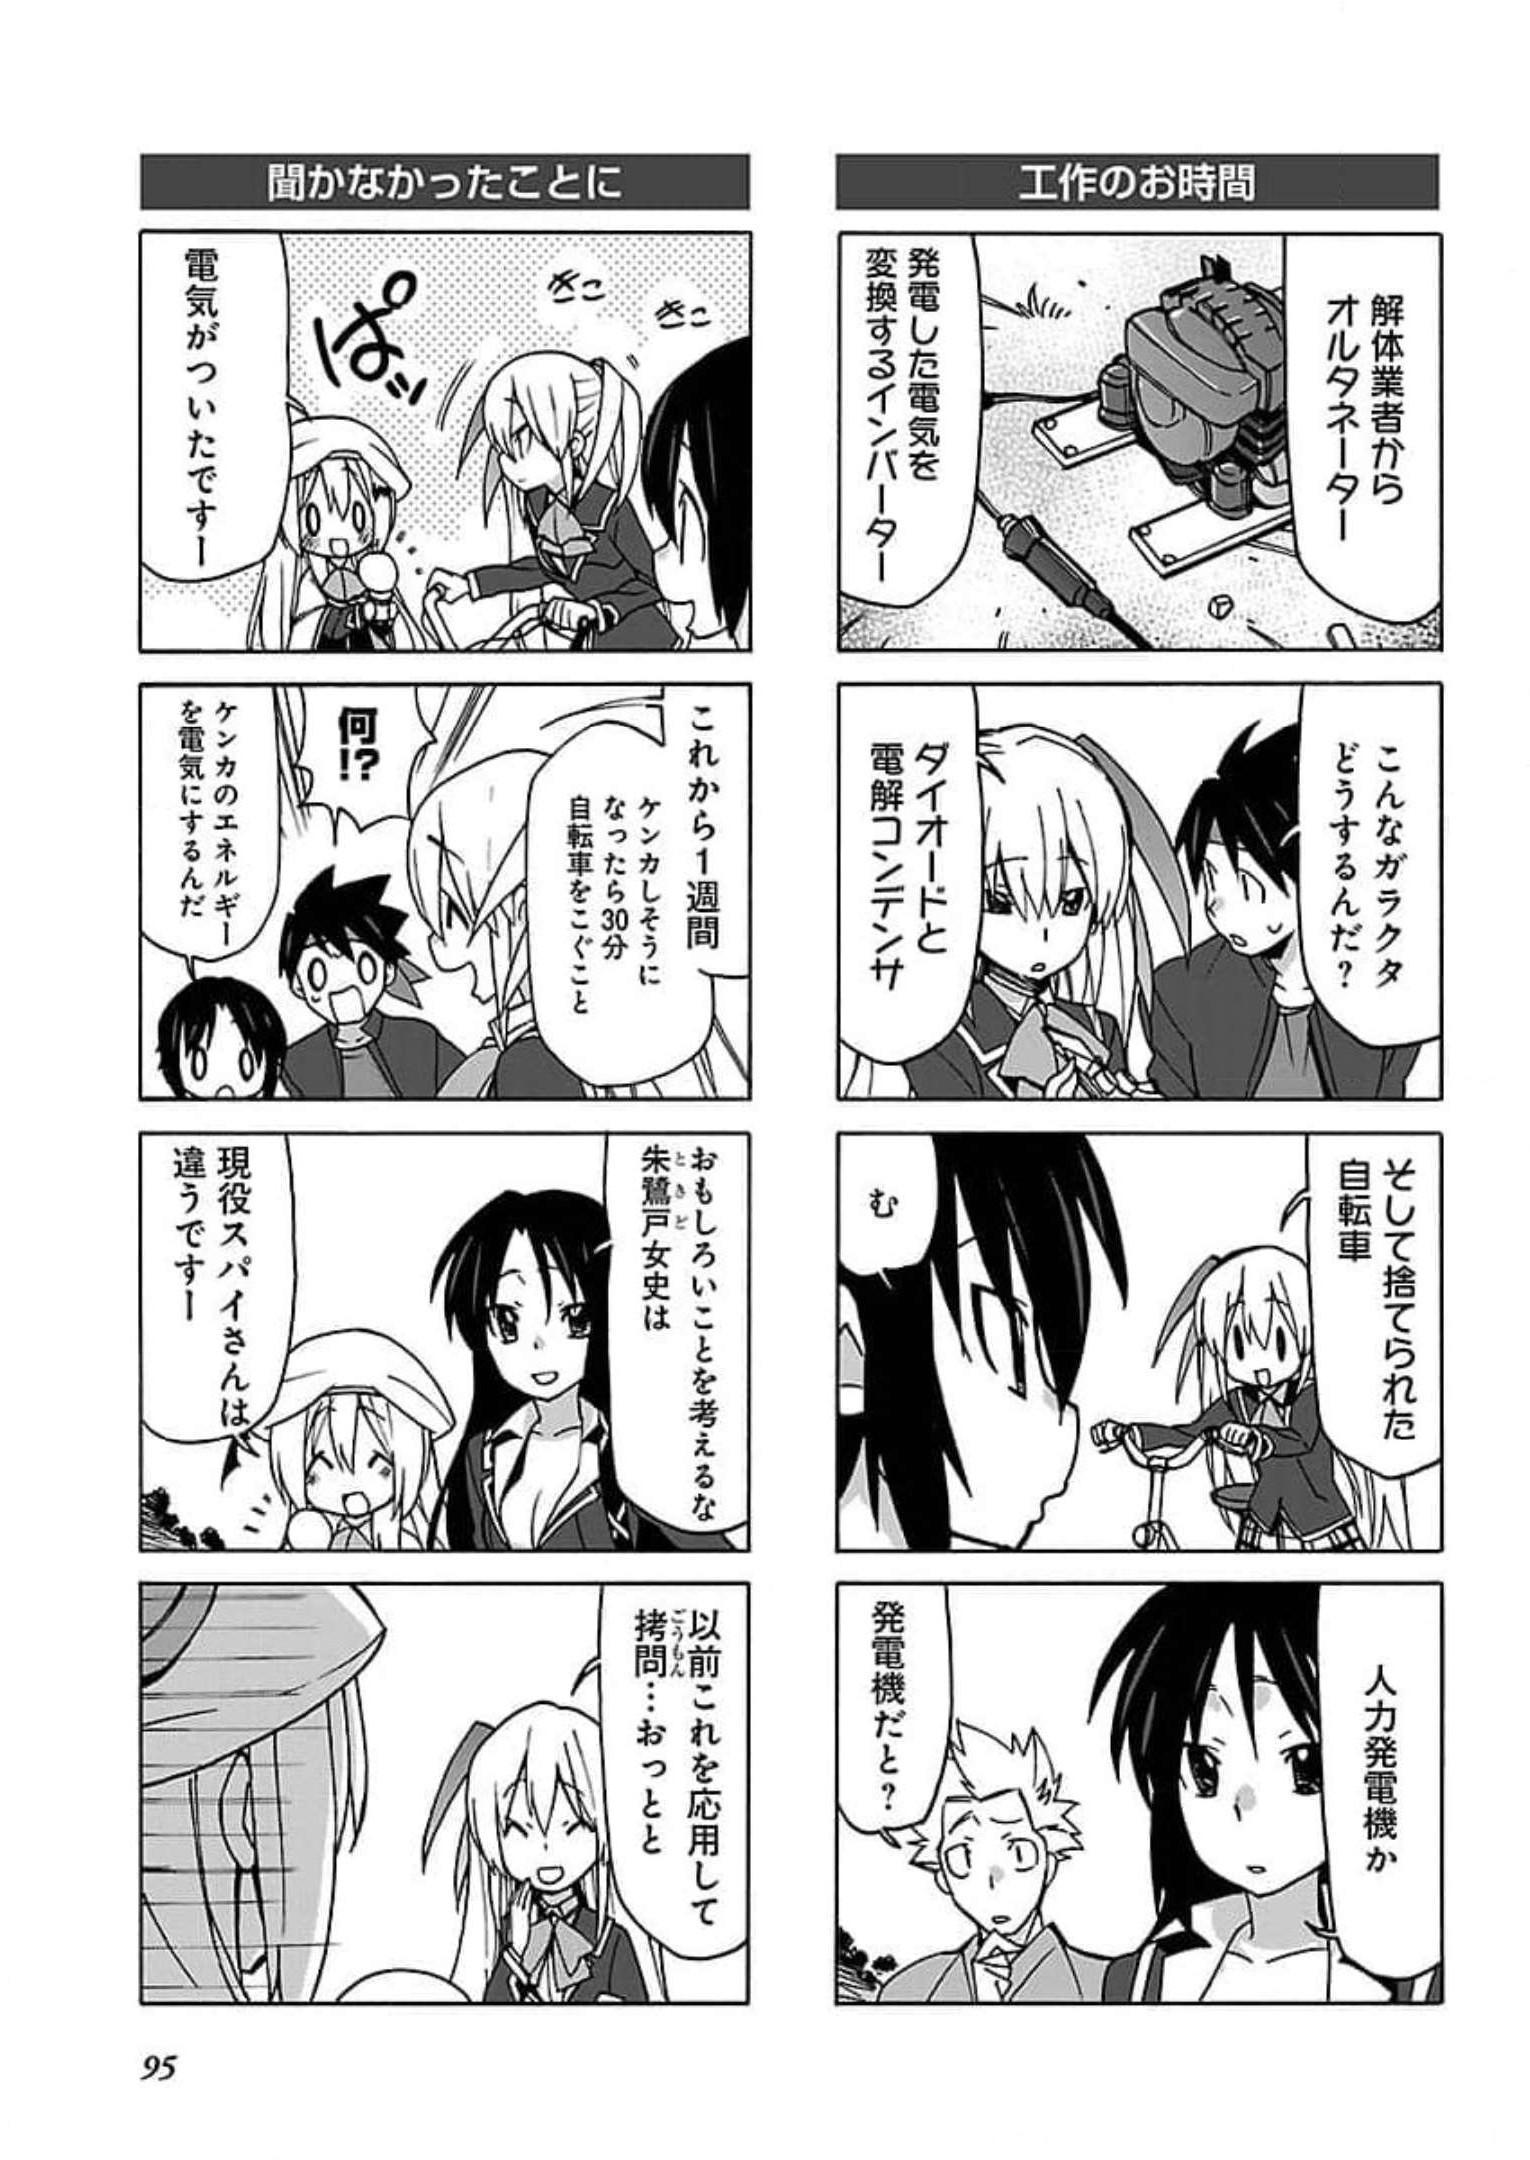 工作のお時間
解体業者から
オルタネーター
発電した電気を
変換するインバーター
こんなガラクタ
どうするんだ?
ダイオードと
電解コンデンサ
そして捨てられた
自転車
む
人力発電機か
発電機だと?
聞かなかったことに
きこ
きこ
ぱッ
電気がついたですー
これから1週間
ケンカしそうに
なったら30分
自転車をこぐこと
何!?
ケンカのエネルギー
を電気にするんだ
おもしろいことを考えるな
朱鷺戸女史は
ときど
現役スパイさんは
違うですー
以前これを応用して
拷問…おっとと
ごうもん
95